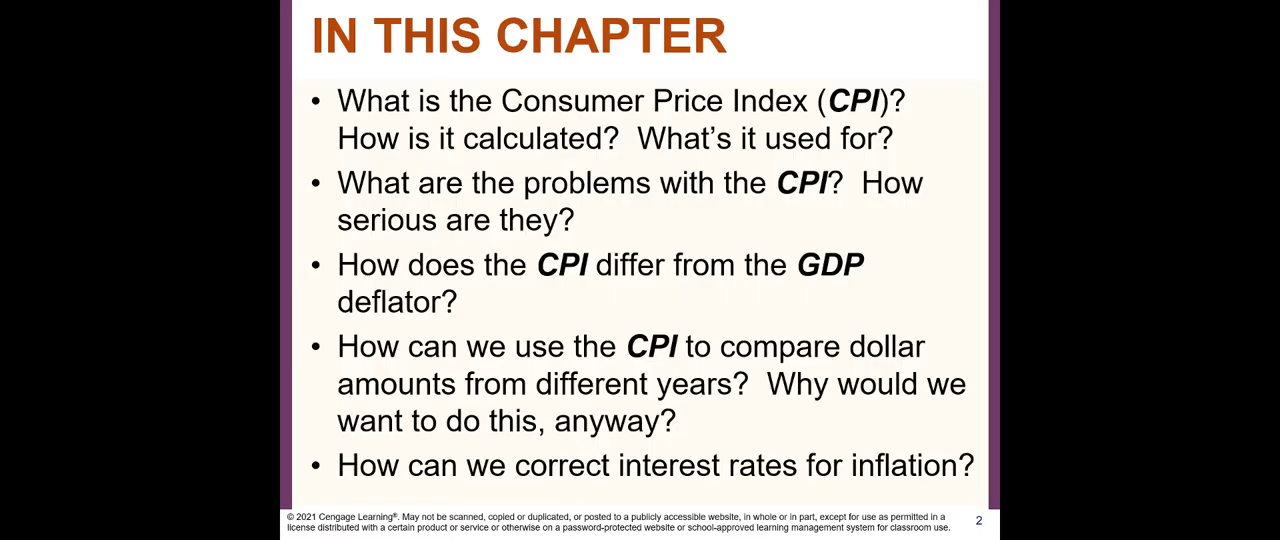 IN THIS CHAPTER
• What is the Consumer Price Index (CPI)?
How is it calculated?  What’s it used for?
• What are the problems with the CPI?  How
serious are they?
• How does the CPI differ from the GDP
deflator?
• How can we use the CPI to compare dollar
amounts from different years?  Why would we
want to do this, anyway?
• How can we correct interest rates for inflation?
© 2021 Cengage Learning®. May not be scanned, copied or duplicated, or posted to a publicly accessible website, in whole or in part, except for use as permitted in a
license distributed with a certain product or service or otherwise on a password-protected website or school-approved learning management system for classroom use.
2